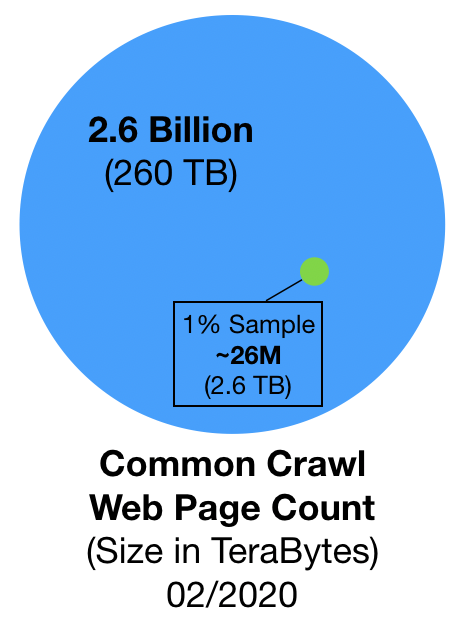 2.6 Billion
(260 TB)
1% Sample
~26M
(2.6 TB)
Common Crawl
Web Page Count
(Size in TeraBytes)
02/2020